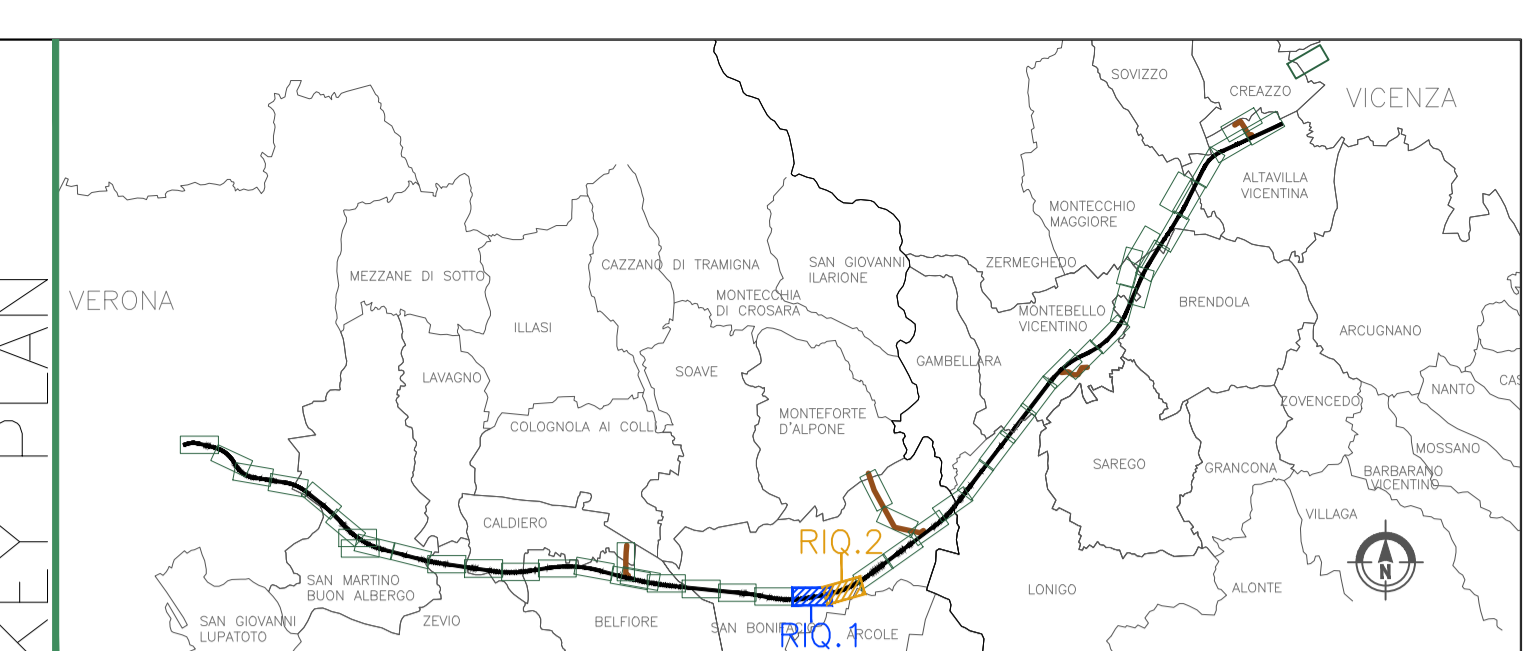 KEY PLAN
SOVIZZO
CREAZZO
VICENZA
ALTAVILLA
VICENTINA
MONTECCHIO
MAGGIORE
MEZZANE DI SOTTO
CAZZANO DI TRAMIGNA
SAN GIOVANNI
ILARIONE
ZERMEGHEDO
VERONA
MONTECCHIA
DI CROSARA
BRENDOLA
MONTEBELLO
VICENTINO
ILLASI
ARCUGNANO
GAMBELLARA
LAVAGNO
SOAVE
NANTO
CAS
ZOVENCEDO
MONTEFORTE
D'ALPONE
COLOGNOLA AI COLLI
MOSSANO
SAREGO
GRANCONA
BARBARANO
VICENTINO
VILLAGA
CALDIERO
RIQ.2
N
SAN MARTINO
BUON ALBERGO
LONIGO
ALONTE
SAN GIOVANNI
LUPATOTO
ZEVIO
BELFIORE
SAN BONIFACIO
RIQ.1
ARCOLE